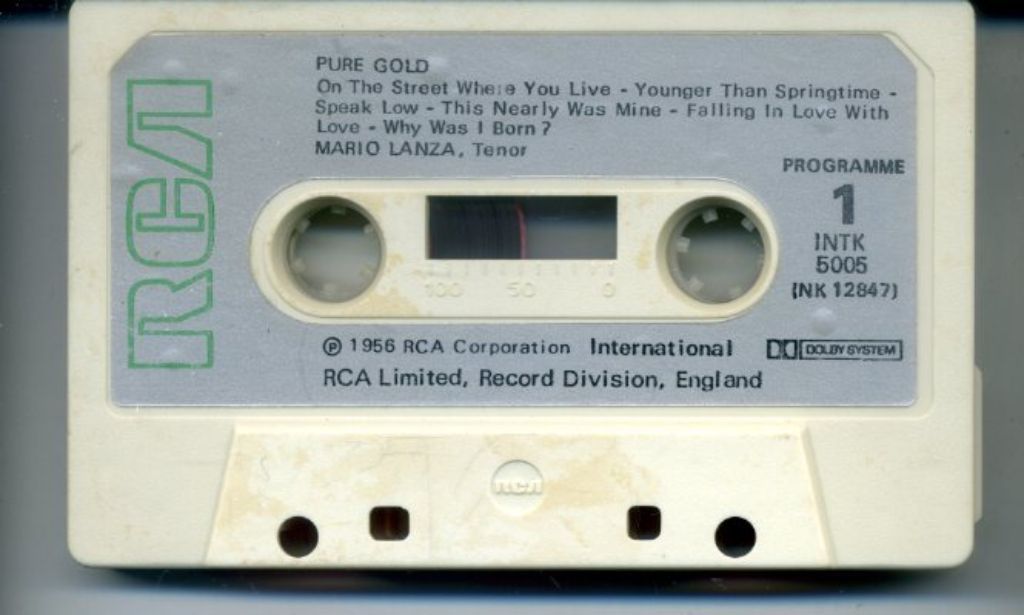 PURE GOLD
On The Street Where You Live - Younger Than Springtime -
Speak Low - This Nearly Was Mine - Falling In Love With
Love - Why Was I Born?
MARIO LANZA, Tenor
RCA
PROGRAMME
1
INTK
5005
(NK 12847)
100 50 0
Ⓟ 1956 RCA Corporation International
DOLBY SYSTEM
RCA Limited, Record Division, England
RCA